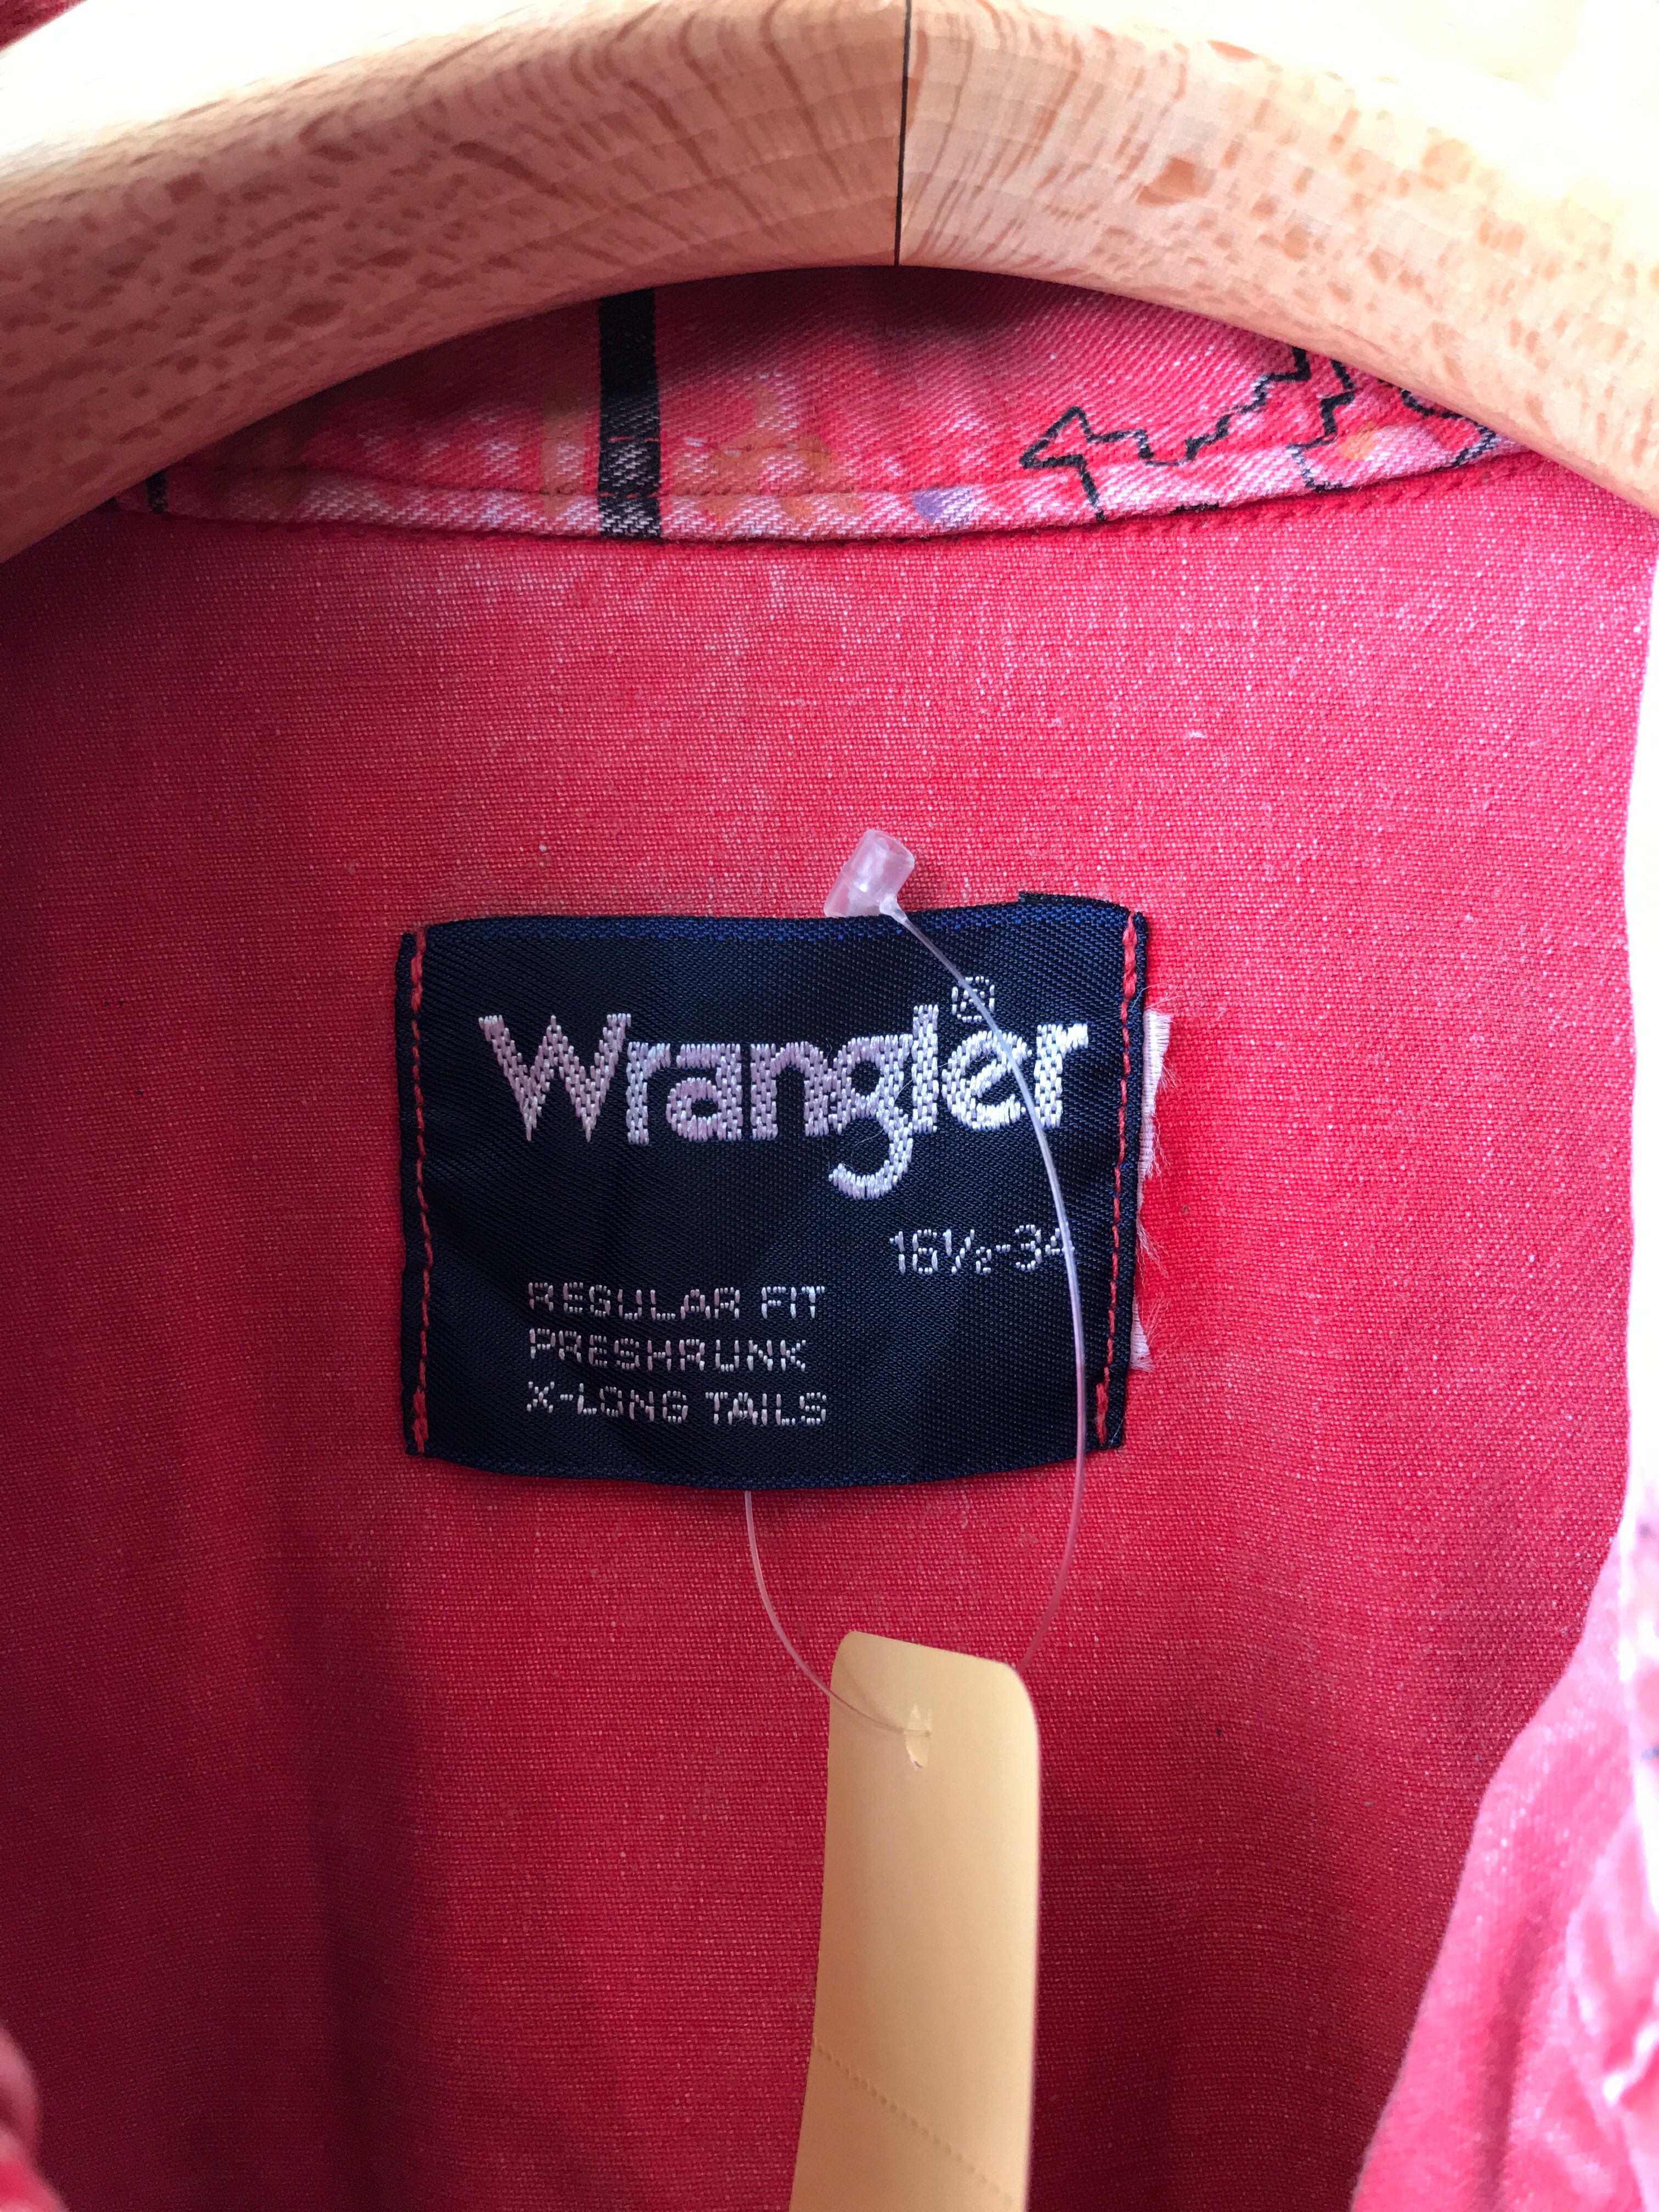 Wrangler®
16½-34
REGULAR FIT
PRESHRUNK
X-LONG TAILS